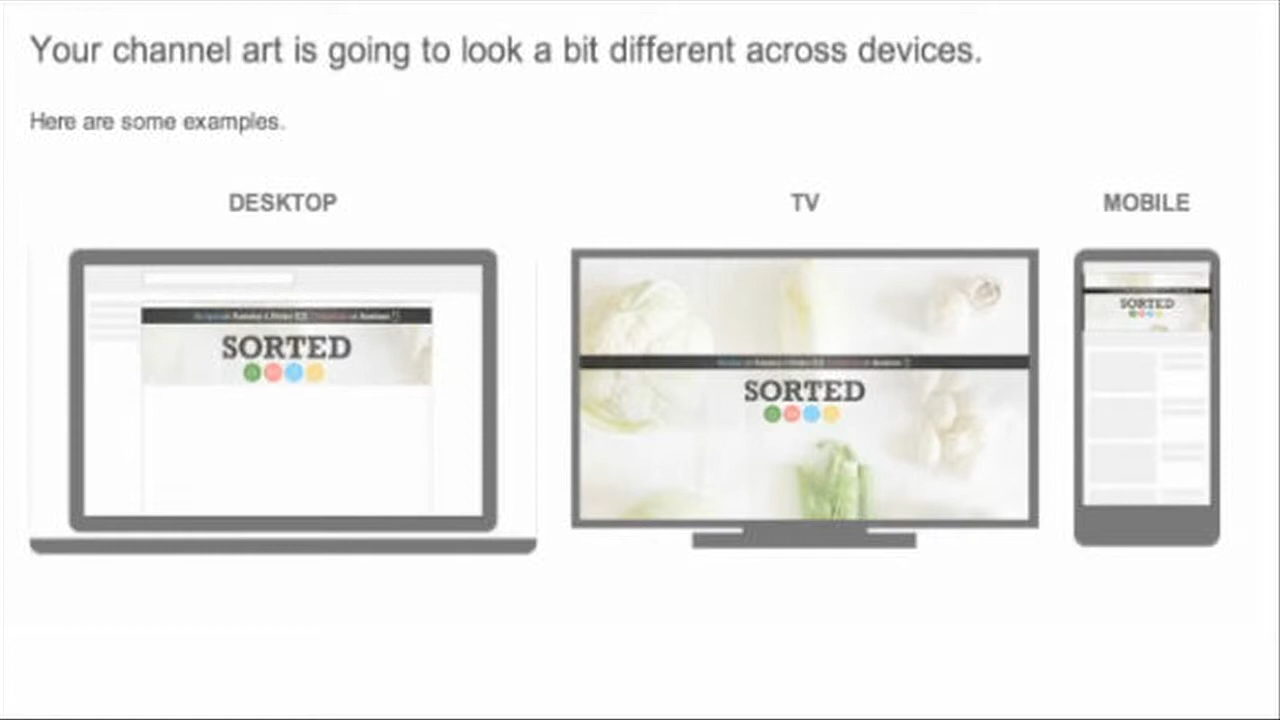 Your channel art is going to look a bit different across devices.
Here are some examples.
DESKTOP
TV
MOBILE
SORTED
SORTED
SORTED